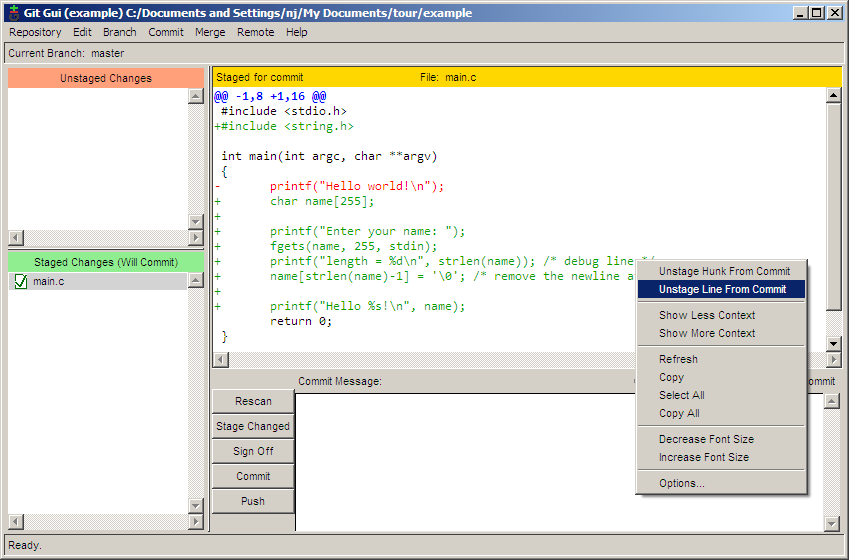 Git Gui (example) C:/Documents and Settings/nj/My Documents/tour/example
Repository Edit Branch Commit Merge Remote Help
Current Branch: master
Unstaged Changes
Staged for commit File: main.c
@@ -1,8 +1,16 @@
#include <stdio.h>
+#include <string.h>
int main(int argc, char **argv)
{
- printf("Hello world!\n");
+ char name[255];
+
+ printf("Enter your name: ");
+ fgets(name, 255, stdin);
+ printf("length = %d\n", strlen(name)); /* debug line */
+ name[strlen(name)-1] = '\0'; /* remove the newline a
+
+ printf("Hello %s!\n", name);
return 0;
}
Staged Changes (Will Commit)
main.c
Unstage Hunk From Commit
Unstage Line From Commit
Show Less Context
Show More Context
Refresh
Copy
Select All
Copy All
Decrease Font Size
Increase Font Size
Options...
Commit Message:
Rescan
Stage Changed
Sign Off
Commit
Push
Ready.